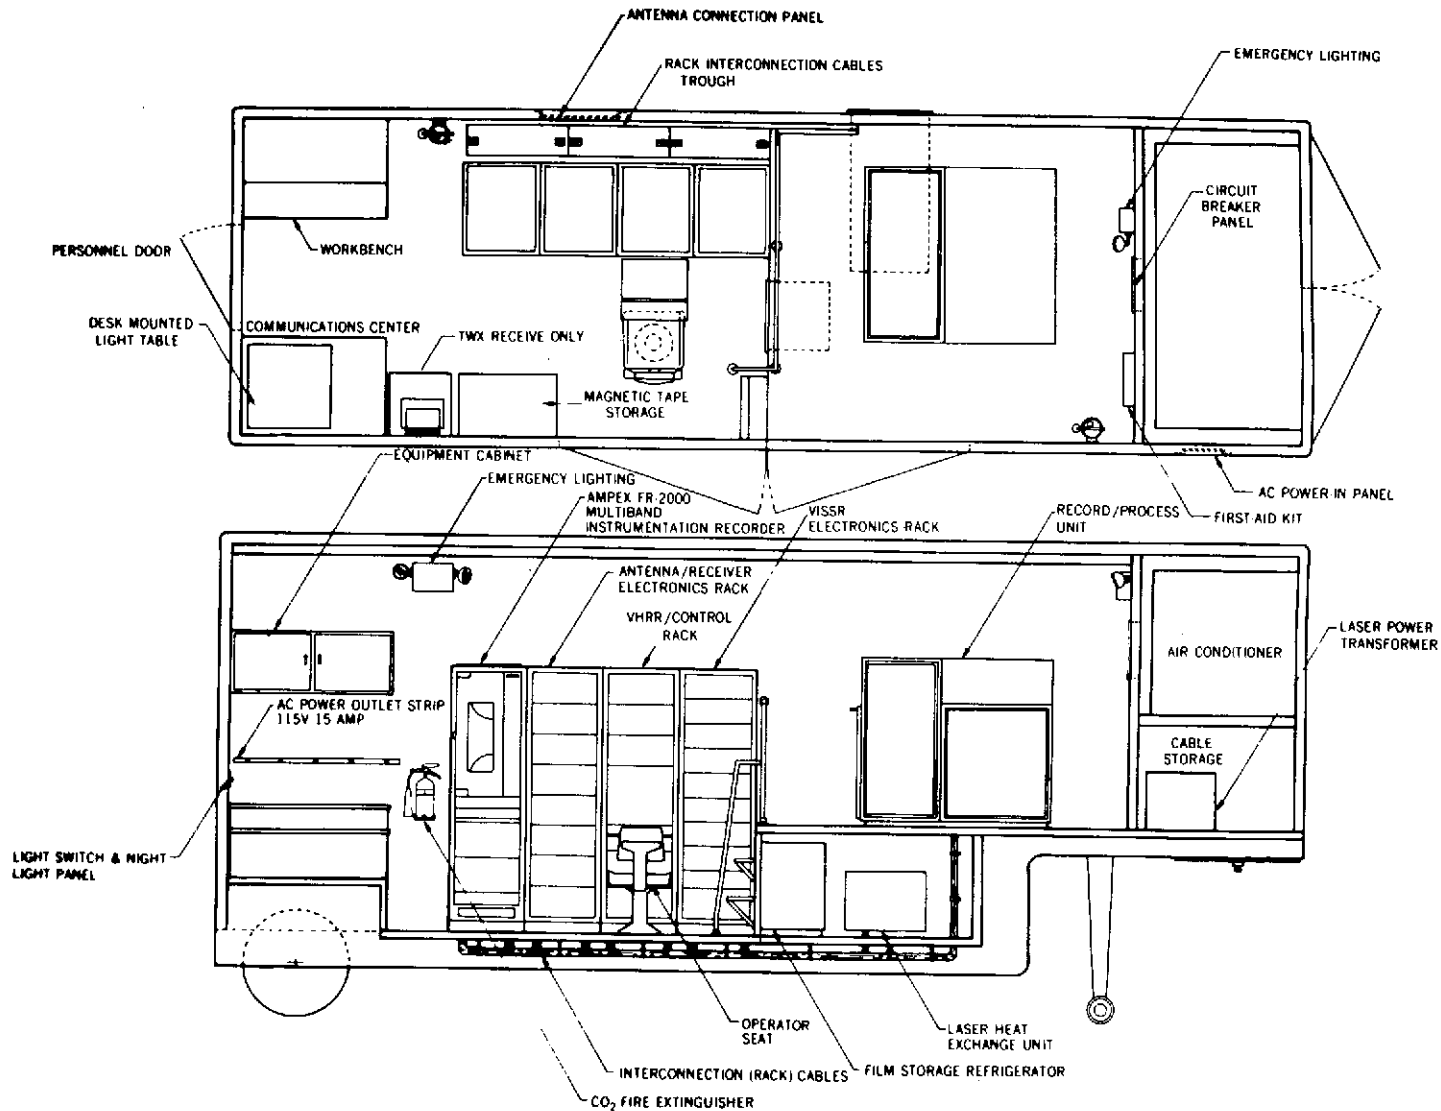 ANTENNA CONNECTION PANEL
RACK INTERCONNECTION CABLES
TROUGH
EMERGENCY LIGHTING
CIRCUIT
BREAKER
PANEL
PERSONNEL DOOR
WORKBENCH
DESK MOUNTED
LIGHT TABLE
COMMUNICATIONS CENTER
TWX RECEIVE ONLY
MAGNETIC TAPE
STORAGE
AC POWER-IN PANEL
FIRST-AID KIT
EQUIPMENT CABINET
EMERGENCY LIGHTING
AMPEX FR-2000
MULTIBAND
INSTRUMENTATION RECORDER
VISSR
ELECTRONICS RACK
RECORD/PROCESS
UNIT
ANTENNA/RECEIVER
ELECTRONICS RACK
VHRR/CONTROL
RACK
LASER POWER
TRANSFORMER
AIR CONDITIONER
AC POWER OUTLET STRIP
115V 15 AMP
CABLE
STORAGE
LIGHT SWITCH & NIGHT
LIGHT PANEL
OPERATOR
SEAT
LASER HEAT
EXCHANGE UNIT
INTERCONNECTION (RACK) CABLES
FILM STORAGE REFRIGERATOR
CO₂ FIRE EXTINGUISHER